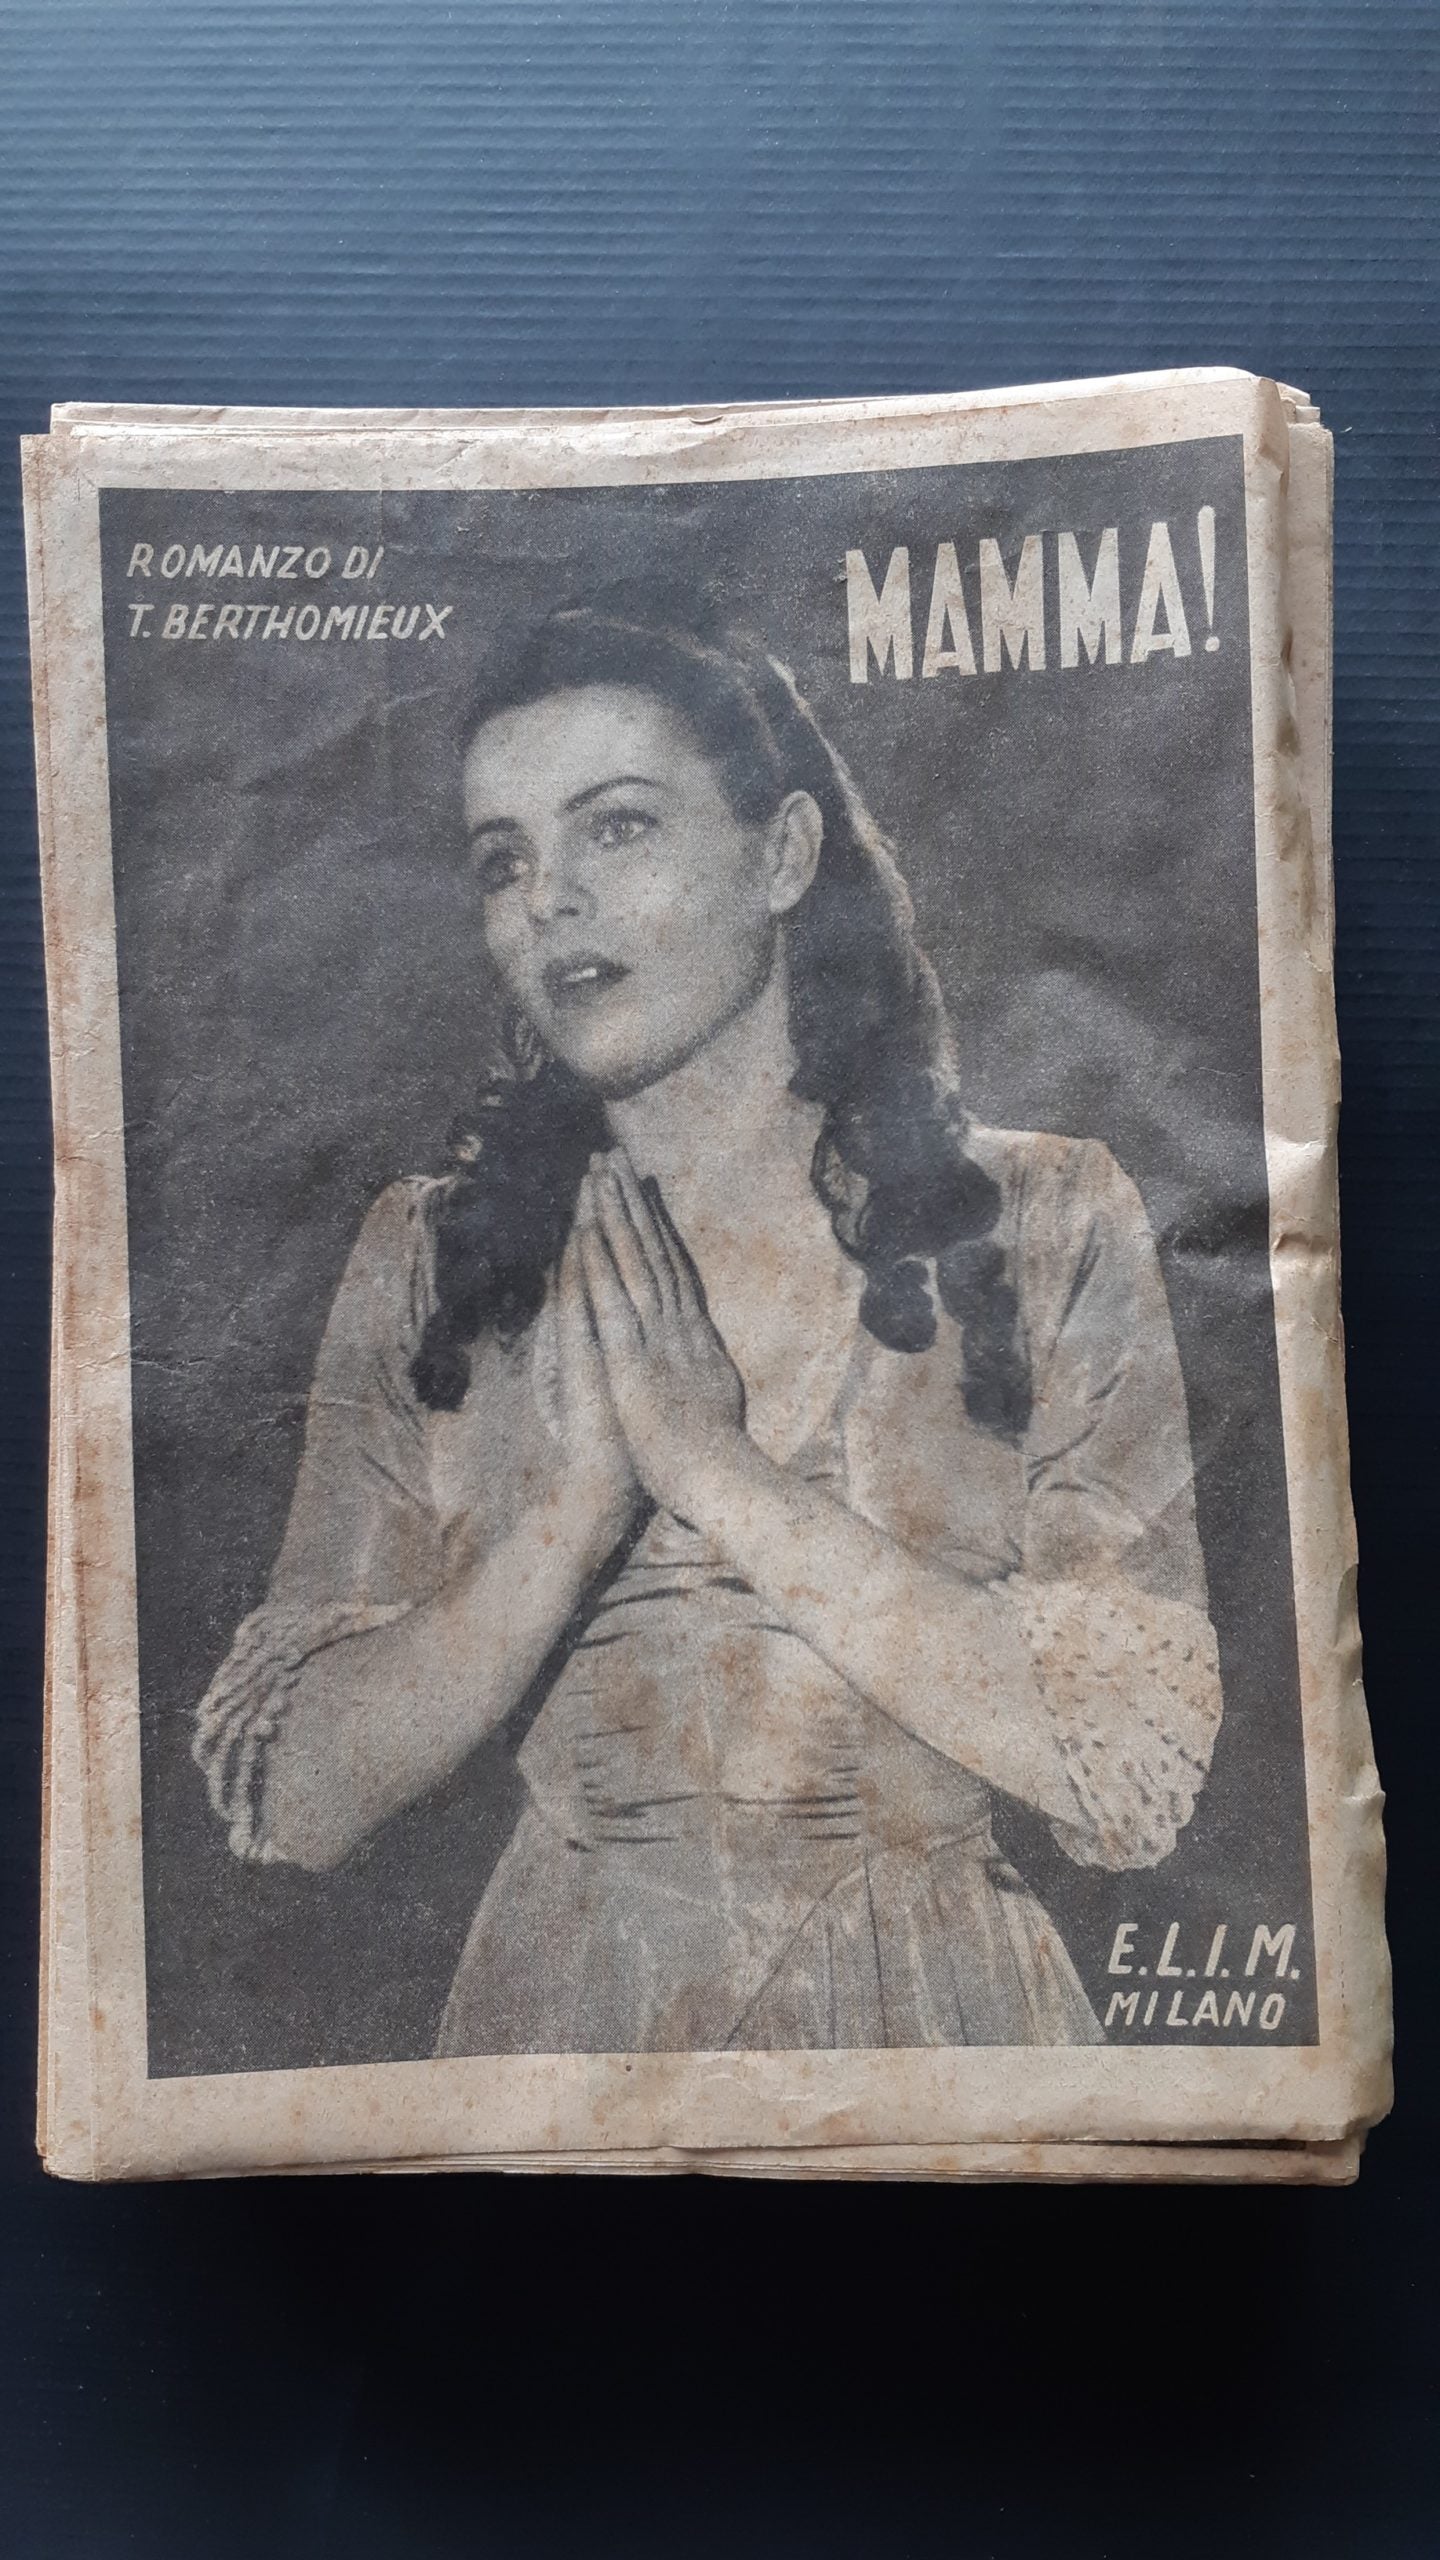 ROMANZO DI
T. BERTHOMIEUX
MAMMA!
E.L.I.M.
MILANO